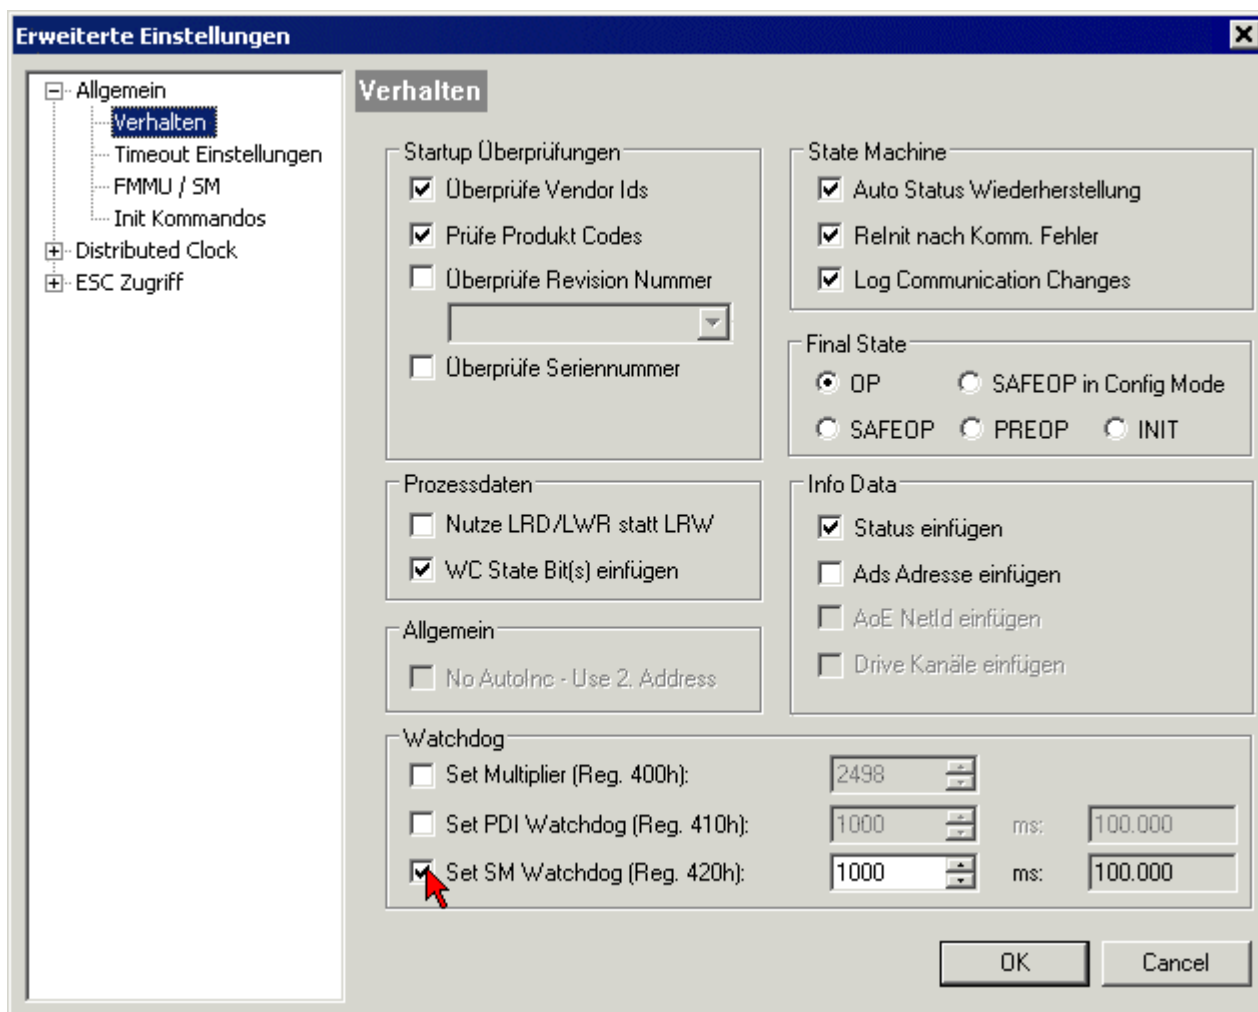 Erweiterte Einstellungen
Allgemein
Verhalten
Timeout Einstellungen
FMMU / SM
Init Kommandos
Distributed Clock
ESC Zugriff
Verhalten
Startup Überprüfungen
Überprüfe Vendor Ids
Prüfe Produkt Codes
Überprüfe Revision Nummer
Überprüfe Seriennummer
State Machine
Auto Status Wiederherstellung
ReInit nach Komm. Fehler
Log Communication Changes
Final State
OP SAFEOP in Config Mode
SAFEOP PREOP INIT
Prozessdaten
Nutze LRD/LWR statt LRW
WC State Bit(s) einfügen
Info Data
Status einfügen
Ads Adresse einfügen
AoE NetId einfügen
Drive Kanäle einfügen
Allgemein
No AutoInc - Use 2. Address
Watchdog
Set Multiplier (Reg. 400h): 2498
Set PDI Watchdog (Reg. 410h): 1000 ms: 100.000
Set SM Watchdog (Reg. 420h): 1000 ms: 100.000
OK Cancel